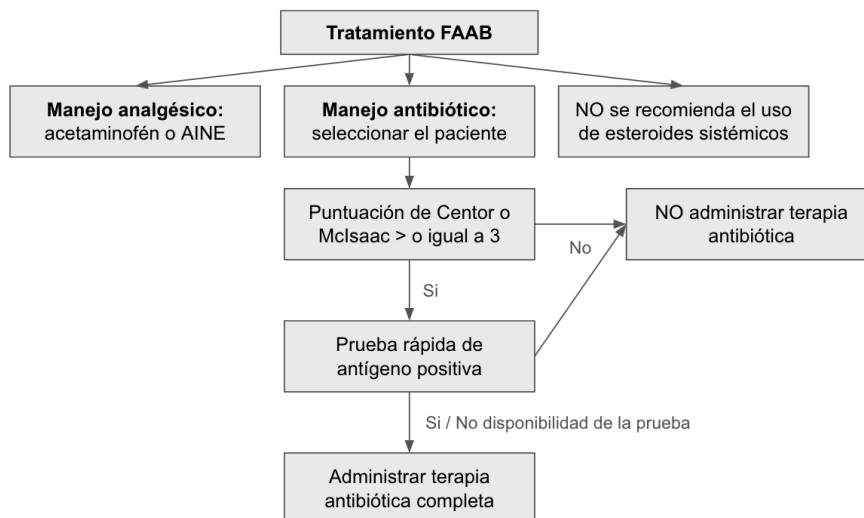 Tratamiento FAAB
Manejo analgésico:
acetaminofén o AINE
Manejo antibiótico:
seleccionar el paciente
NO se recomienda el uso
de esteroides sistémicos
Puntuación de Centor o
McIsaac > o igual a 3
No
NO administrar terapia
antibiótica
Si
Prueba rápida de
antígeno positiva
Si / No disponibilidad de la prueba
Administrar terapia
antibiótica completa